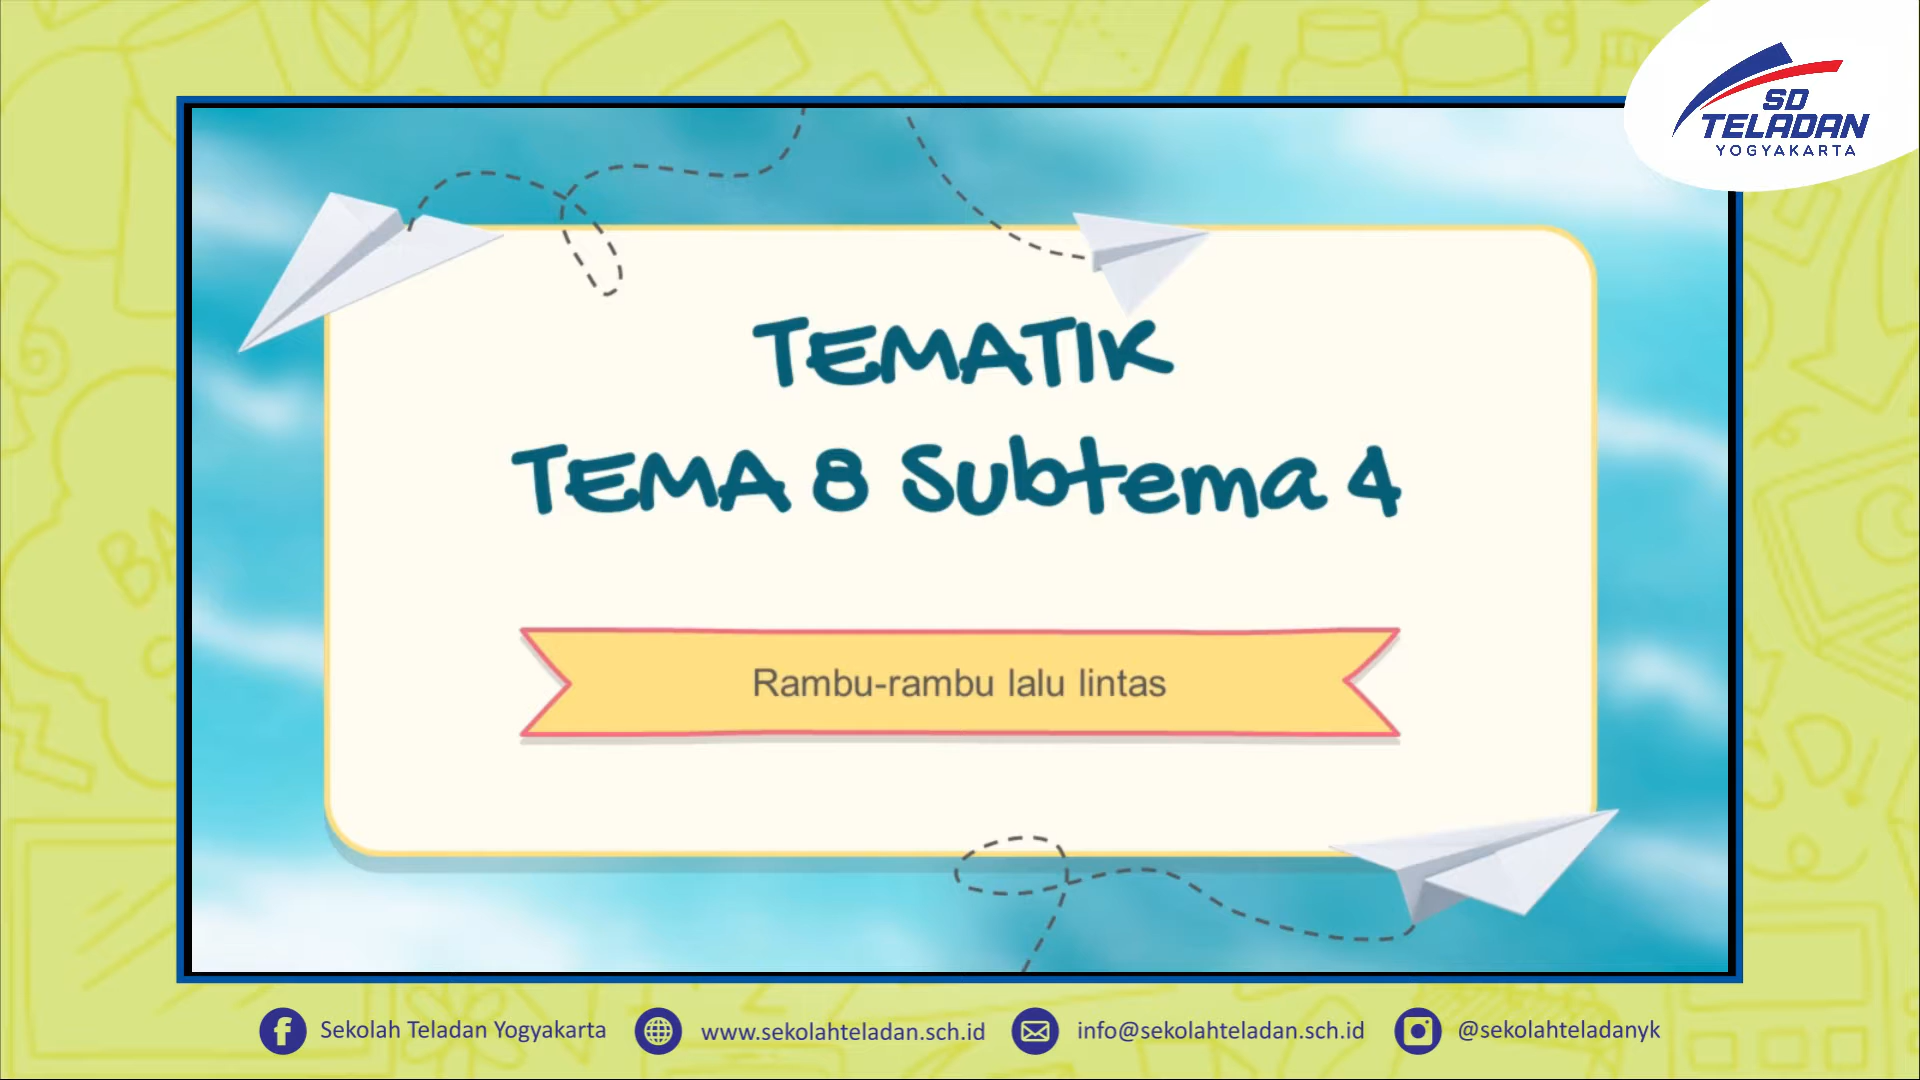 SD
TELADAN
YOGYAKARTA
TEMATIK
TEMA 8 Subtema 4
Rambu-rambu lalu lintas
Sekolah Teladan Yogyakarta
www.sekolahteladan.sch.id
info@sekolahteladan.sch.id
@sekolahteladanyk